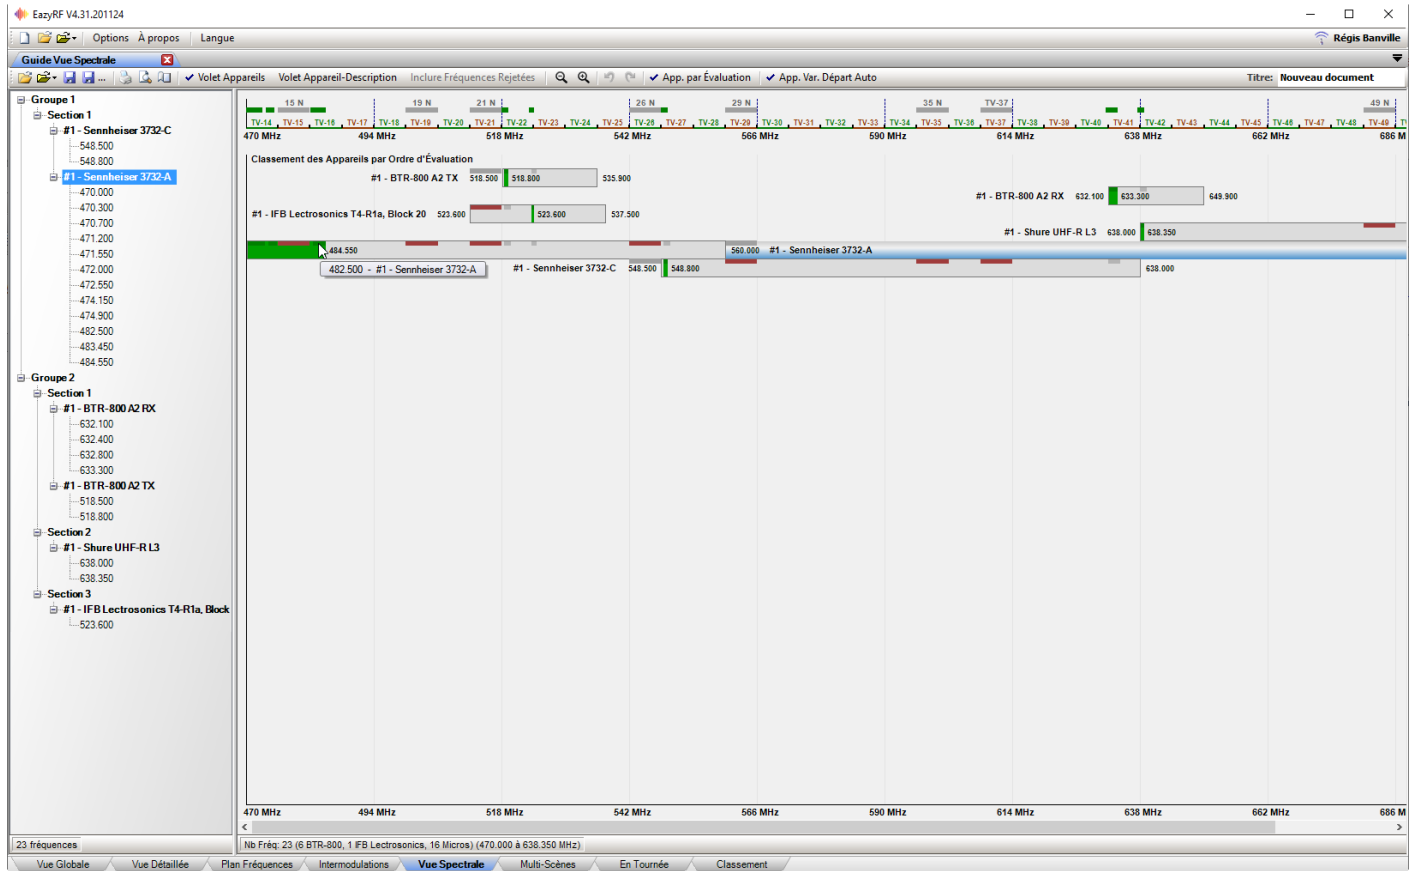 EazyRF V4.31.201124
Options À propos Langue Régis Banville
Guide Vue Spectrale
... Volet Appareils Volet Appareil-Description Inclure Fréquences Rejetées App. par Évaluation App. Var. Départ Auto Titre: Nouveau document
Groupe 1
Section 1
#1 - Sennheiser 3732-C
548.500
548.800
#1 - Sennheiser 3732-A
470.000
470.300
470.700
471.200
471.550
472.000
472.550
474.150
474.900
482.500
483.450
484.550
Groupe 2
Section 1
#1 - BTR-800 A2 RX
632.100
632.400
632.800
633.300
#1 - BTR-800 A2 TX
518.500
518.800
Section 2
#1 - Shure UHF-R L3
638.000
638.350
Section 3
#1 - IFB Lectrosonics T4-R1a, Block
523.600
23 fréquences
15 N 19 N 21 N 26 N 29 N 35 N TV-37 49 N
TV-14 TV-15 TV-16 TV-17 TV-18 TV-19 TV-20 TV-21 TV-22 TV-23 TV-24 TV-25 TV-26 TV-27 TV-28 TV-29 TV-30 TV-31 TV-32 TV-33 TV-34 TV-35 TV-36 TV-37 TV-38 TV-39 TV-40 TV-41 TV-42 TV-43 TV-44 TV-45 TV-46 TV-47 TV-48 TV-49
470 MHz 494 MHz 518 MHz 542 MHz 566 MHz 590 MHz 614 MHz 638 MHz 662 MHz 686 M
Classement des Appareils par Ordre d'Évaluation
#1 - BTR-800 A2 TX 518.500 518.800 535.900
#1 - BTR-800 A2 RX 632.100 633.300 649.900
#1 - IFB Lectrosonics T4-R1a, Block 20 523.600 523.600 537.500
#1 - Shure UHF-R L3 638.000 638.350
484.550 560.000 #1 - Sennheiser 3732-A
482.500 - #1 - Sennheiser 3732-A
#1 - Sennheiser 3732-C 548.500 548.800 638.000
470 MHz 494 MHz 518 MHz 542 MHz 566 MHz 590 MHz 614 MHz 638 MHz 662 MHz 686 M
Nb Fréq: 23 (6 BTR-800, 1 IFB Lectrosonics, 16 Micros) (470.000 à 638.350 MHz)
Vue Globale Vue Détaillée Plan Fréquences Intermodulations Vue Spectrale Multi-Scènes En Tournée Classement